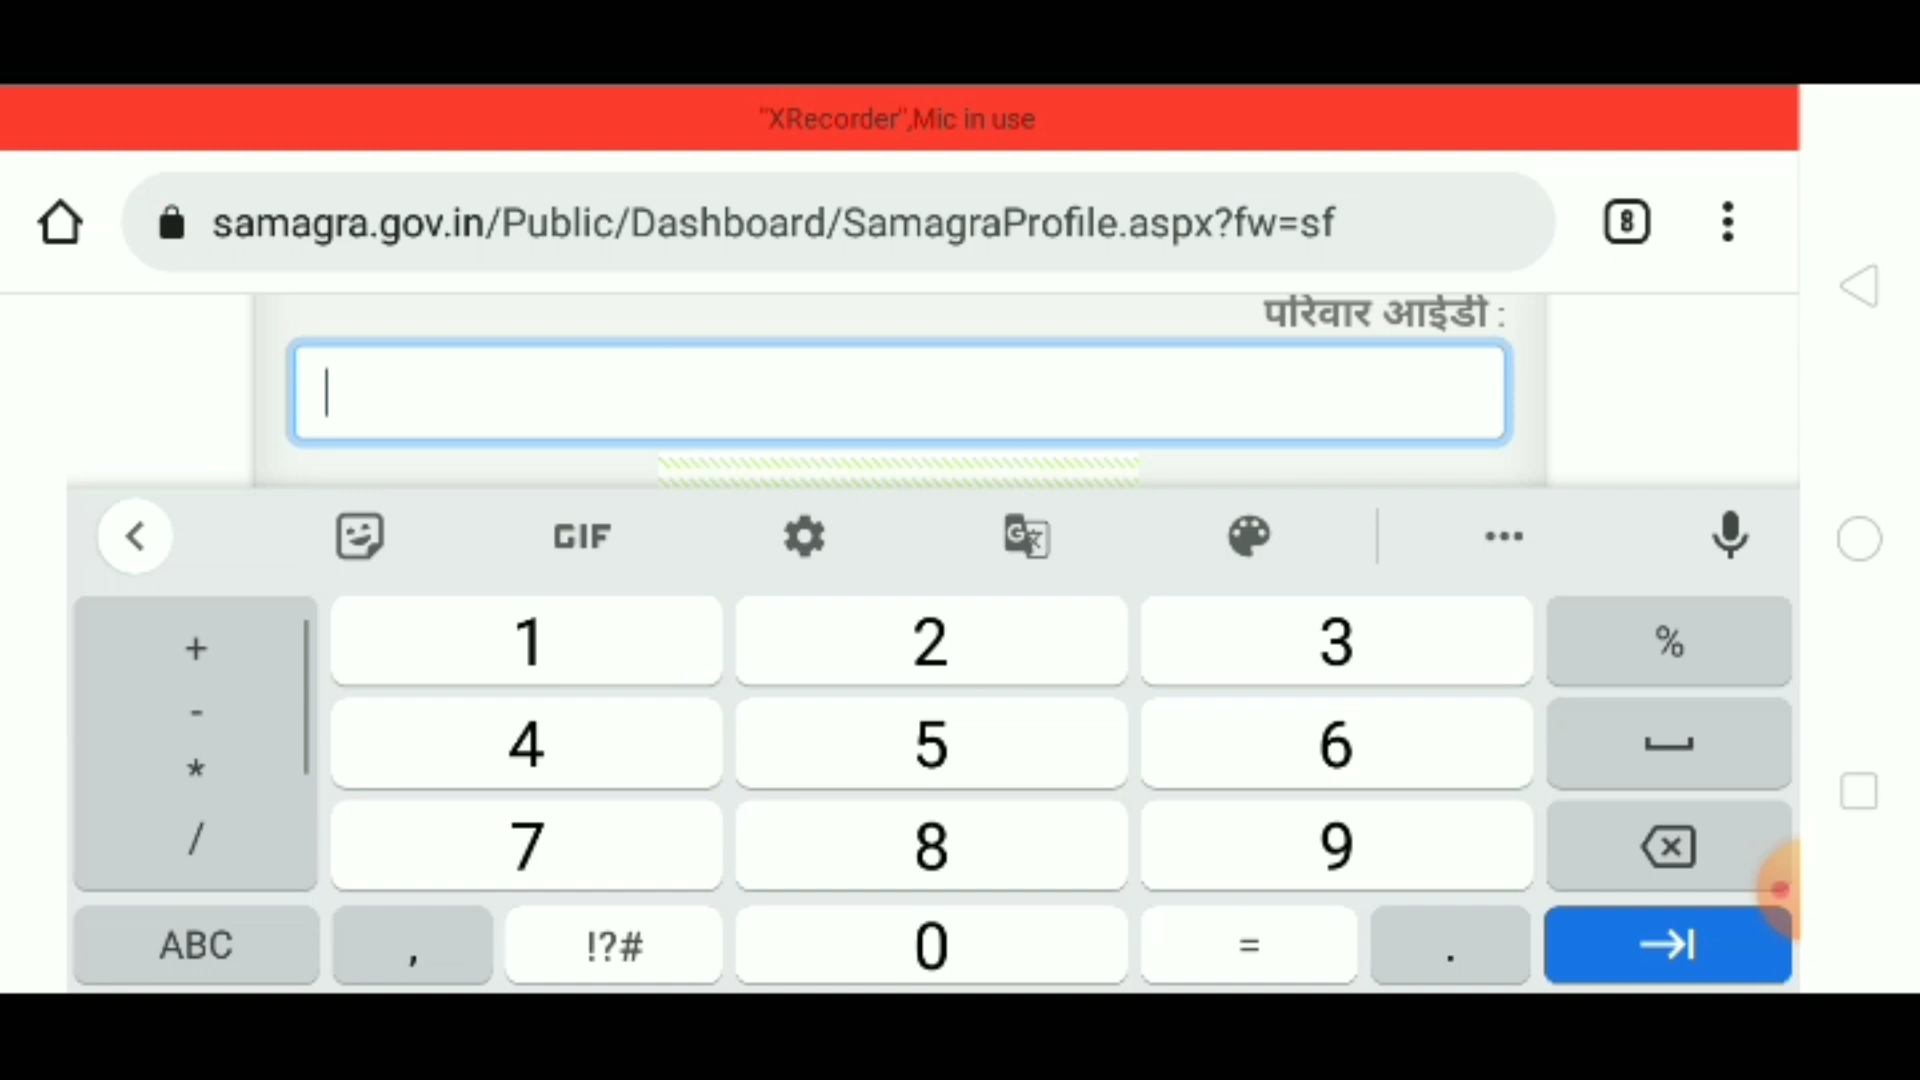 "XRecorder",Mic in use
samagra.gov.in/Public/Dashboard/SamagraProfile.aspx?fw=sf
8
परिवार आईडी :
GIF
+ 1 2 3 %
-
4 5 6
*
/ 7 8 9
ABC , !?# 0 = .